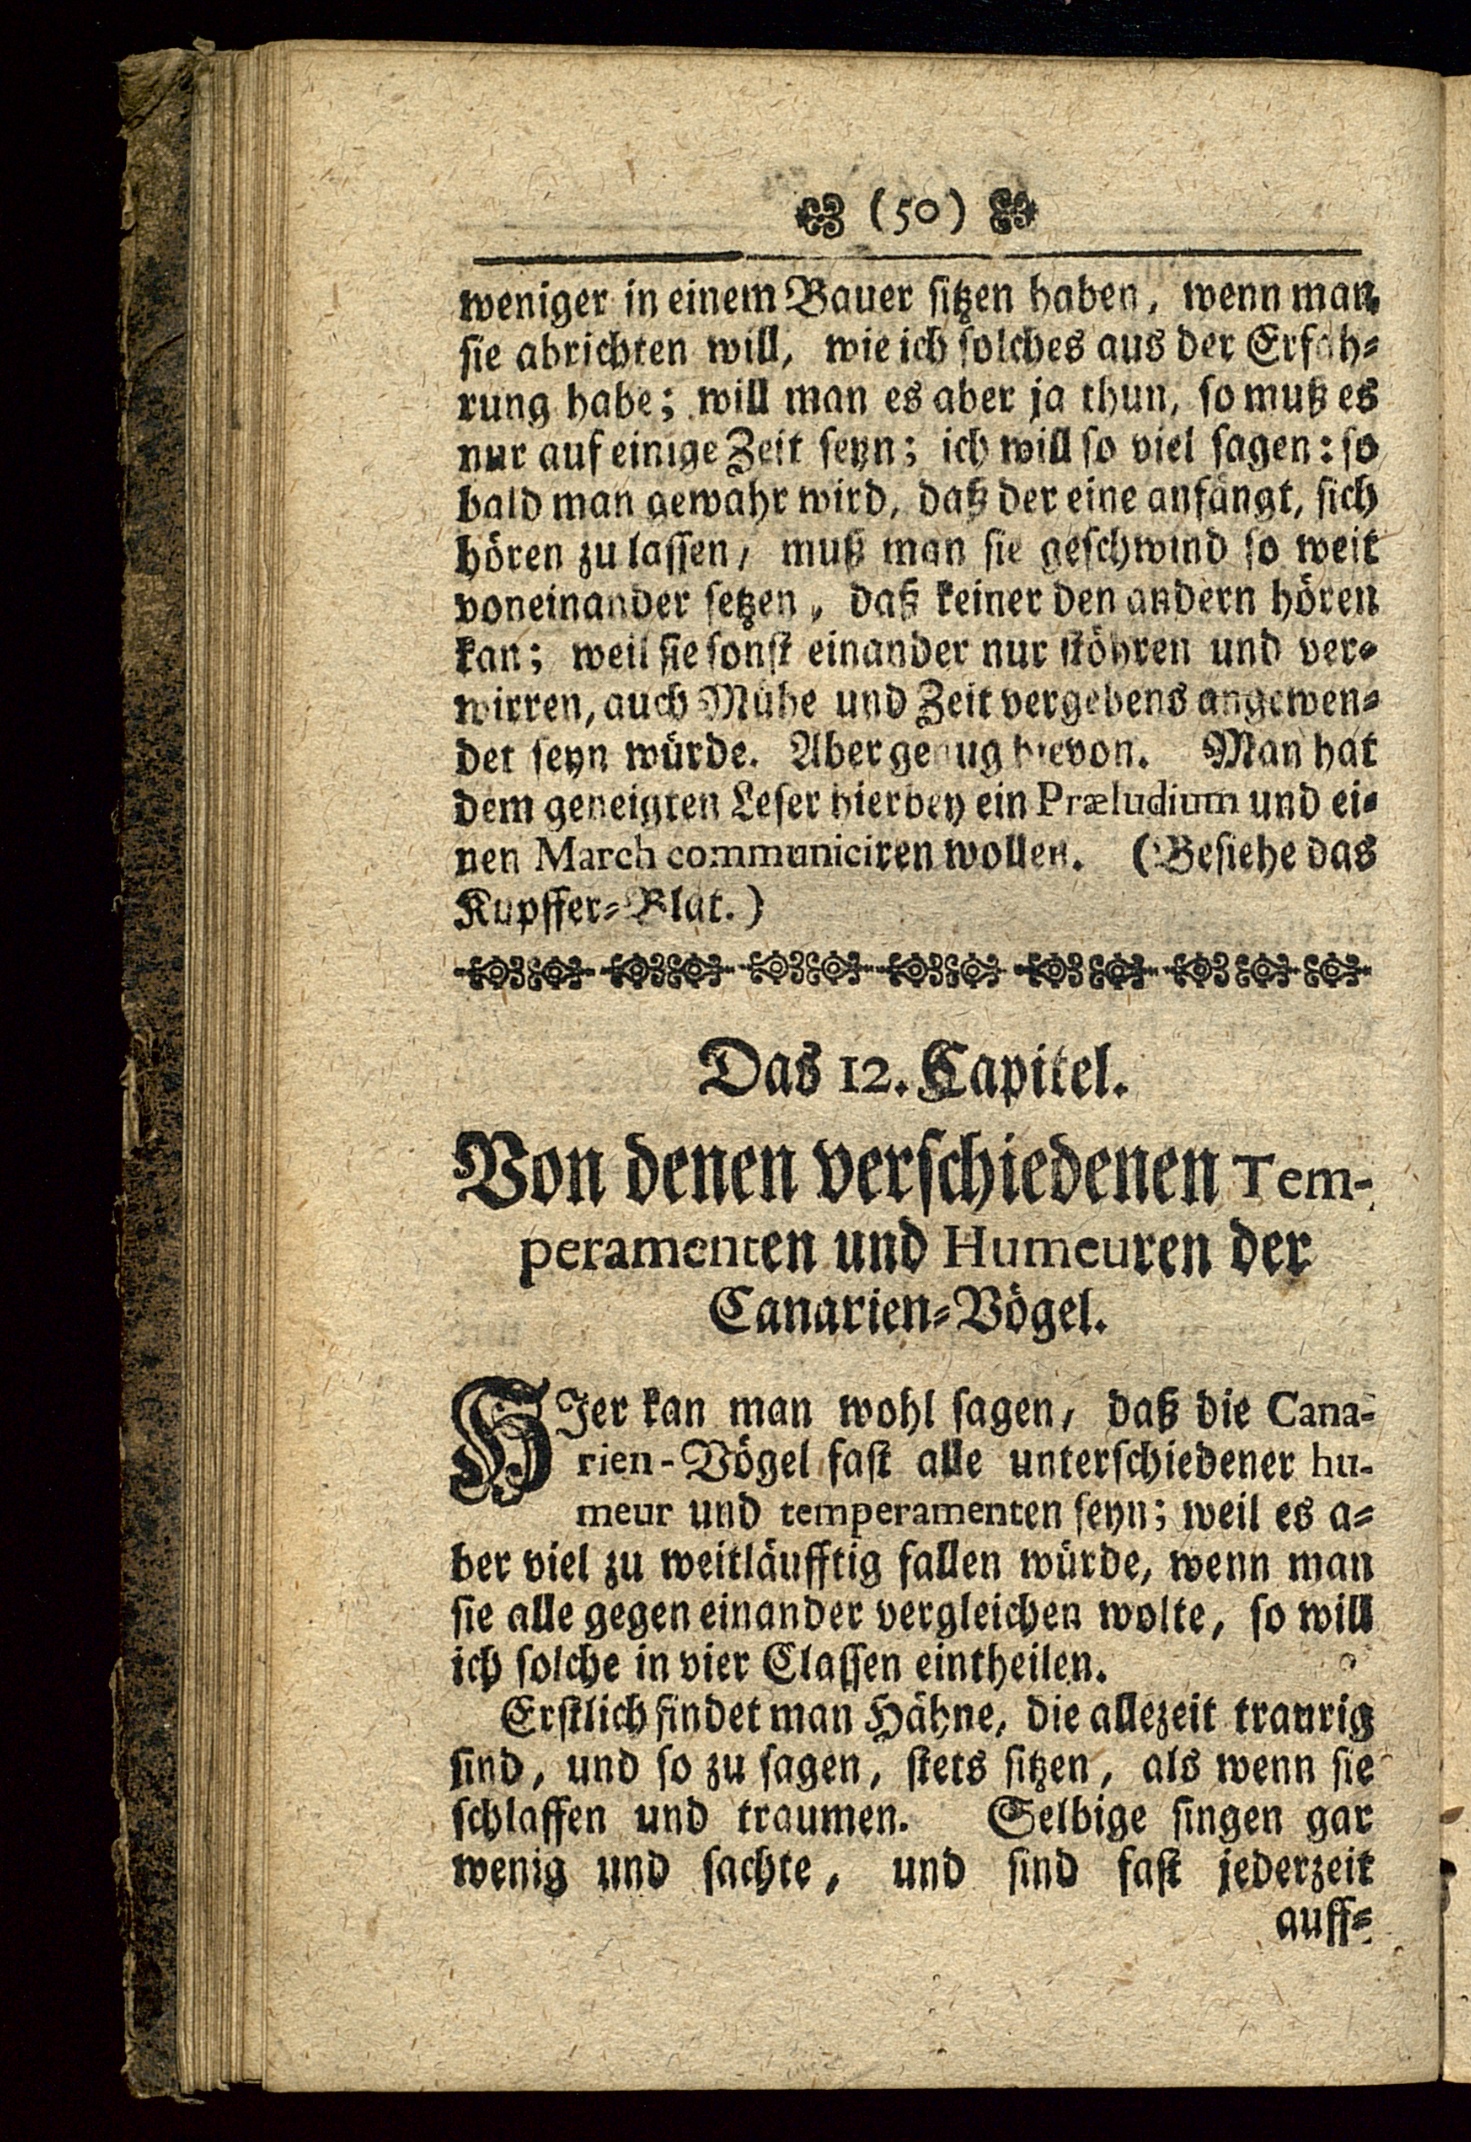 (50)
weniger in einem Bauer sitzen haben, wenn man
sie abrichten will, wie ich solches aus der Erfah-
rung habe; will man es aber ja thun, so muß es
nur auf einige Zeit seyn; ich will so viel sagen: so
bald man gewahr wird, daß der eine anfängt, sich
hören zu lassen, muß man sie geschwind so weit
voneinander setzen, daß keiner den andern hören
kan; weil sie sonst einander nur stöhren und ver-
wirren, auch Mühe und Zeit vergebens angewen-
det seyn würde. Aber genug hievon. Man hat
dem geneigten Leser hierbey ein Præludium und ei-
nen March communiciren wollen. (Besiehe das
Kupffer-Blat.)
Das 12. Capitel.
Von denen verschiedenen Tem-
peramenten und Humeuren der
Canarien-Vögel.
HIer kan man wohl sagen, daß die Cana-
rien-Vögel fast alle unterschiedener hu-
meur und temperamenten seyn; weil es a-
ber viel zu weitläufftig fallen würde, wenn man
sie alle gegen einander vergleichen wolte, so will
ich solche in vier Classen eintheilen.
Erstlich findet man Hähne, die allezeit traurig
sind, und so zu sagen, stets sitzen, als wenn sie
schlaffen und traumen. Selbige singen gar
wenig und sachte, und sind fast jederzeit
auff-